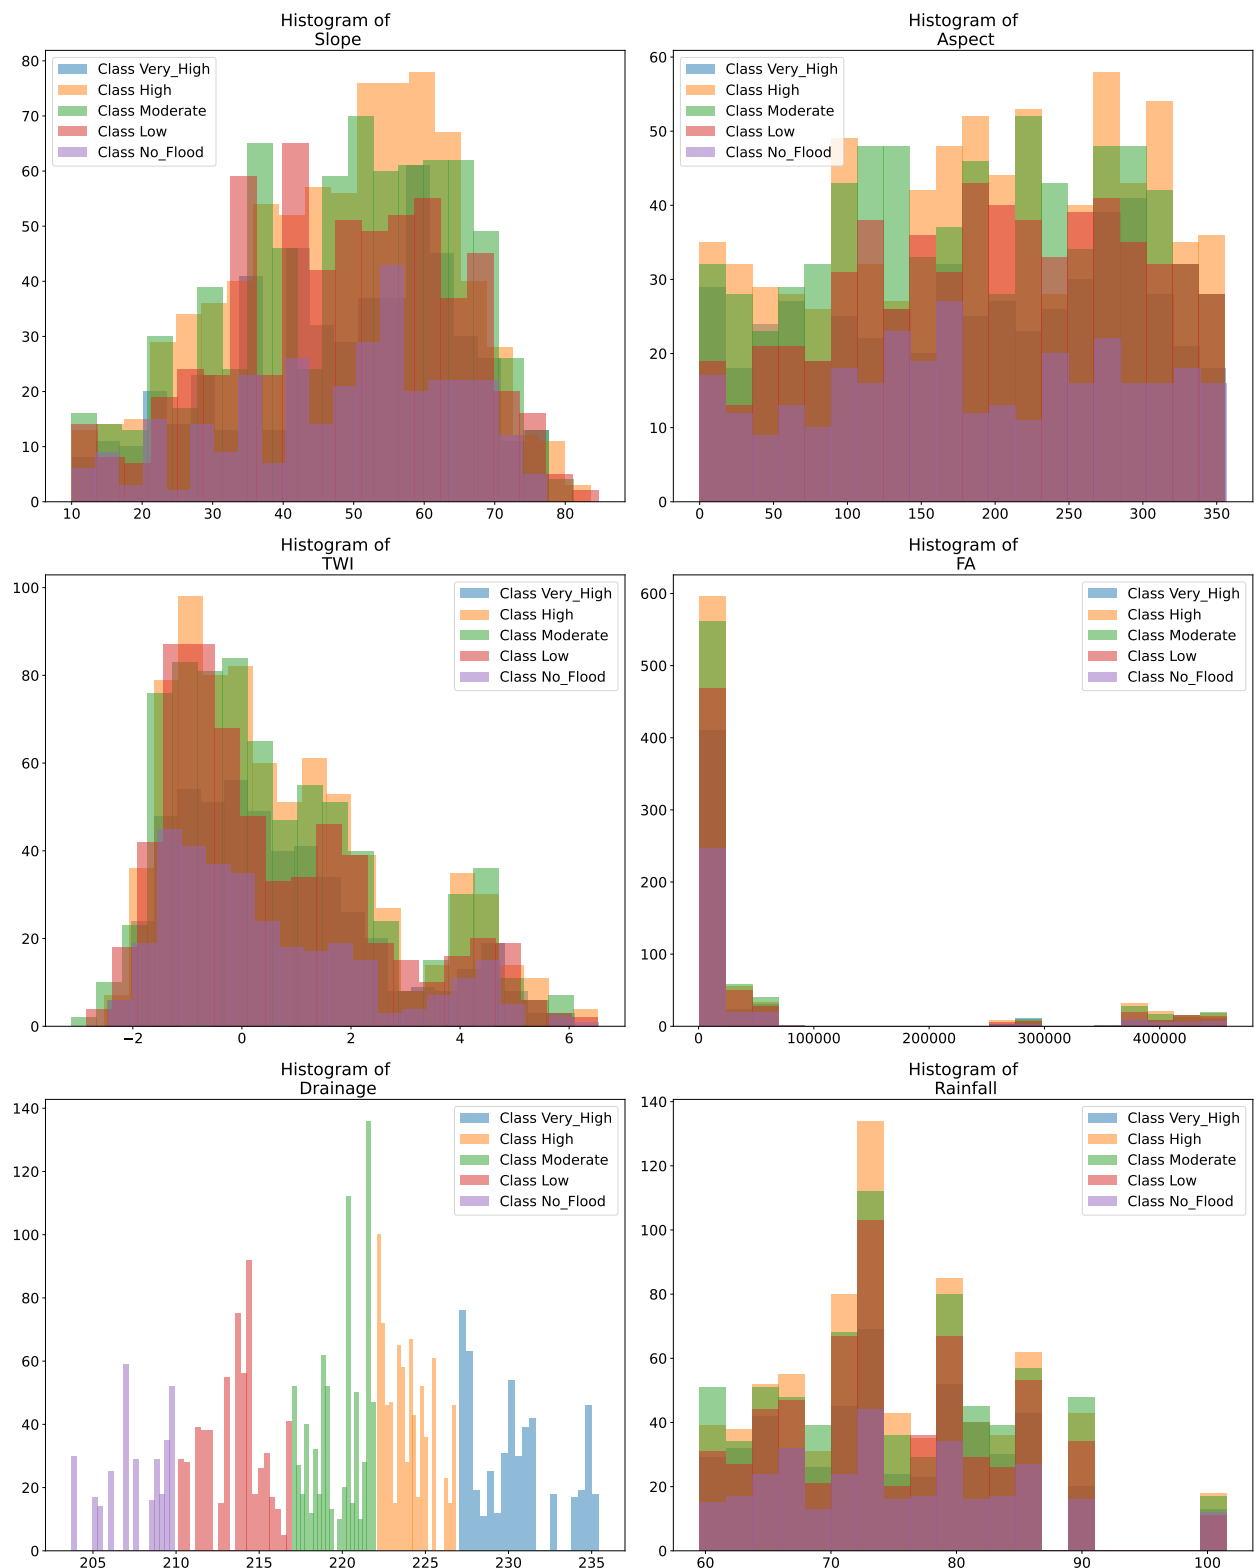 Histogram of
Slope
Class Very_High
Class High
Class Moderate
Class Low
Class No_Flood
80
70
60
50
40
30
20
10
0
10 20 30 40 50 60 70 80
Histogram of
Aspect
Class Very_High
Class High
Class Moderate
Class Low
Class No_Flood
60
50
40
30
20
10
0
0 50 100 150 200 250 300 350
Histogram of
TWI
Class Very_High
Class High
Class Moderate
Class Low
Class No_Flood
100
80
60
40
20
0
−2 0 2 4 6
Histogram of
FA
Class Very_High
Class High
Class Moderate
Class Low
Class No_Flood
600
500
400
300
200
100
0
0 100000 200000 300000 400000
Histogram of
Drainage
Class Very_High
Class High
Class Moderate
Class Low
Class No_Flood
140
120
100
80
60
40
20
0
205 210 215 220 225 230 235
Histogram of
Rainfall
Class Very_High
Class High
Class Moderate
Class Low
Class No_Flood
140
120
100
80
60
40
20
0
60 70 80 90 100